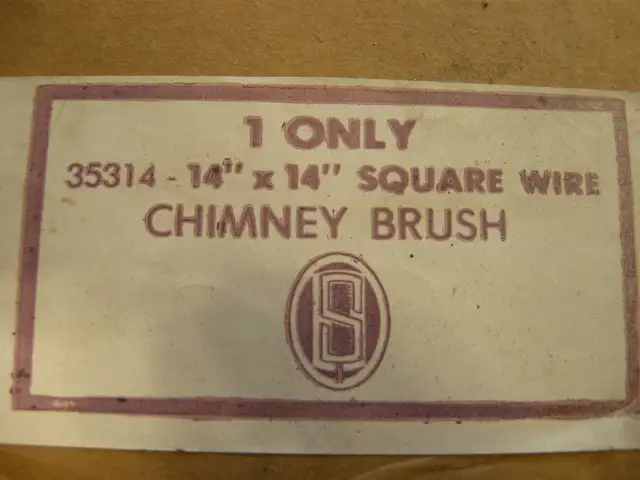 1 ONLY
35314 - 14" x 14" SQUARE WIRE
CHIMNEY BRUSH